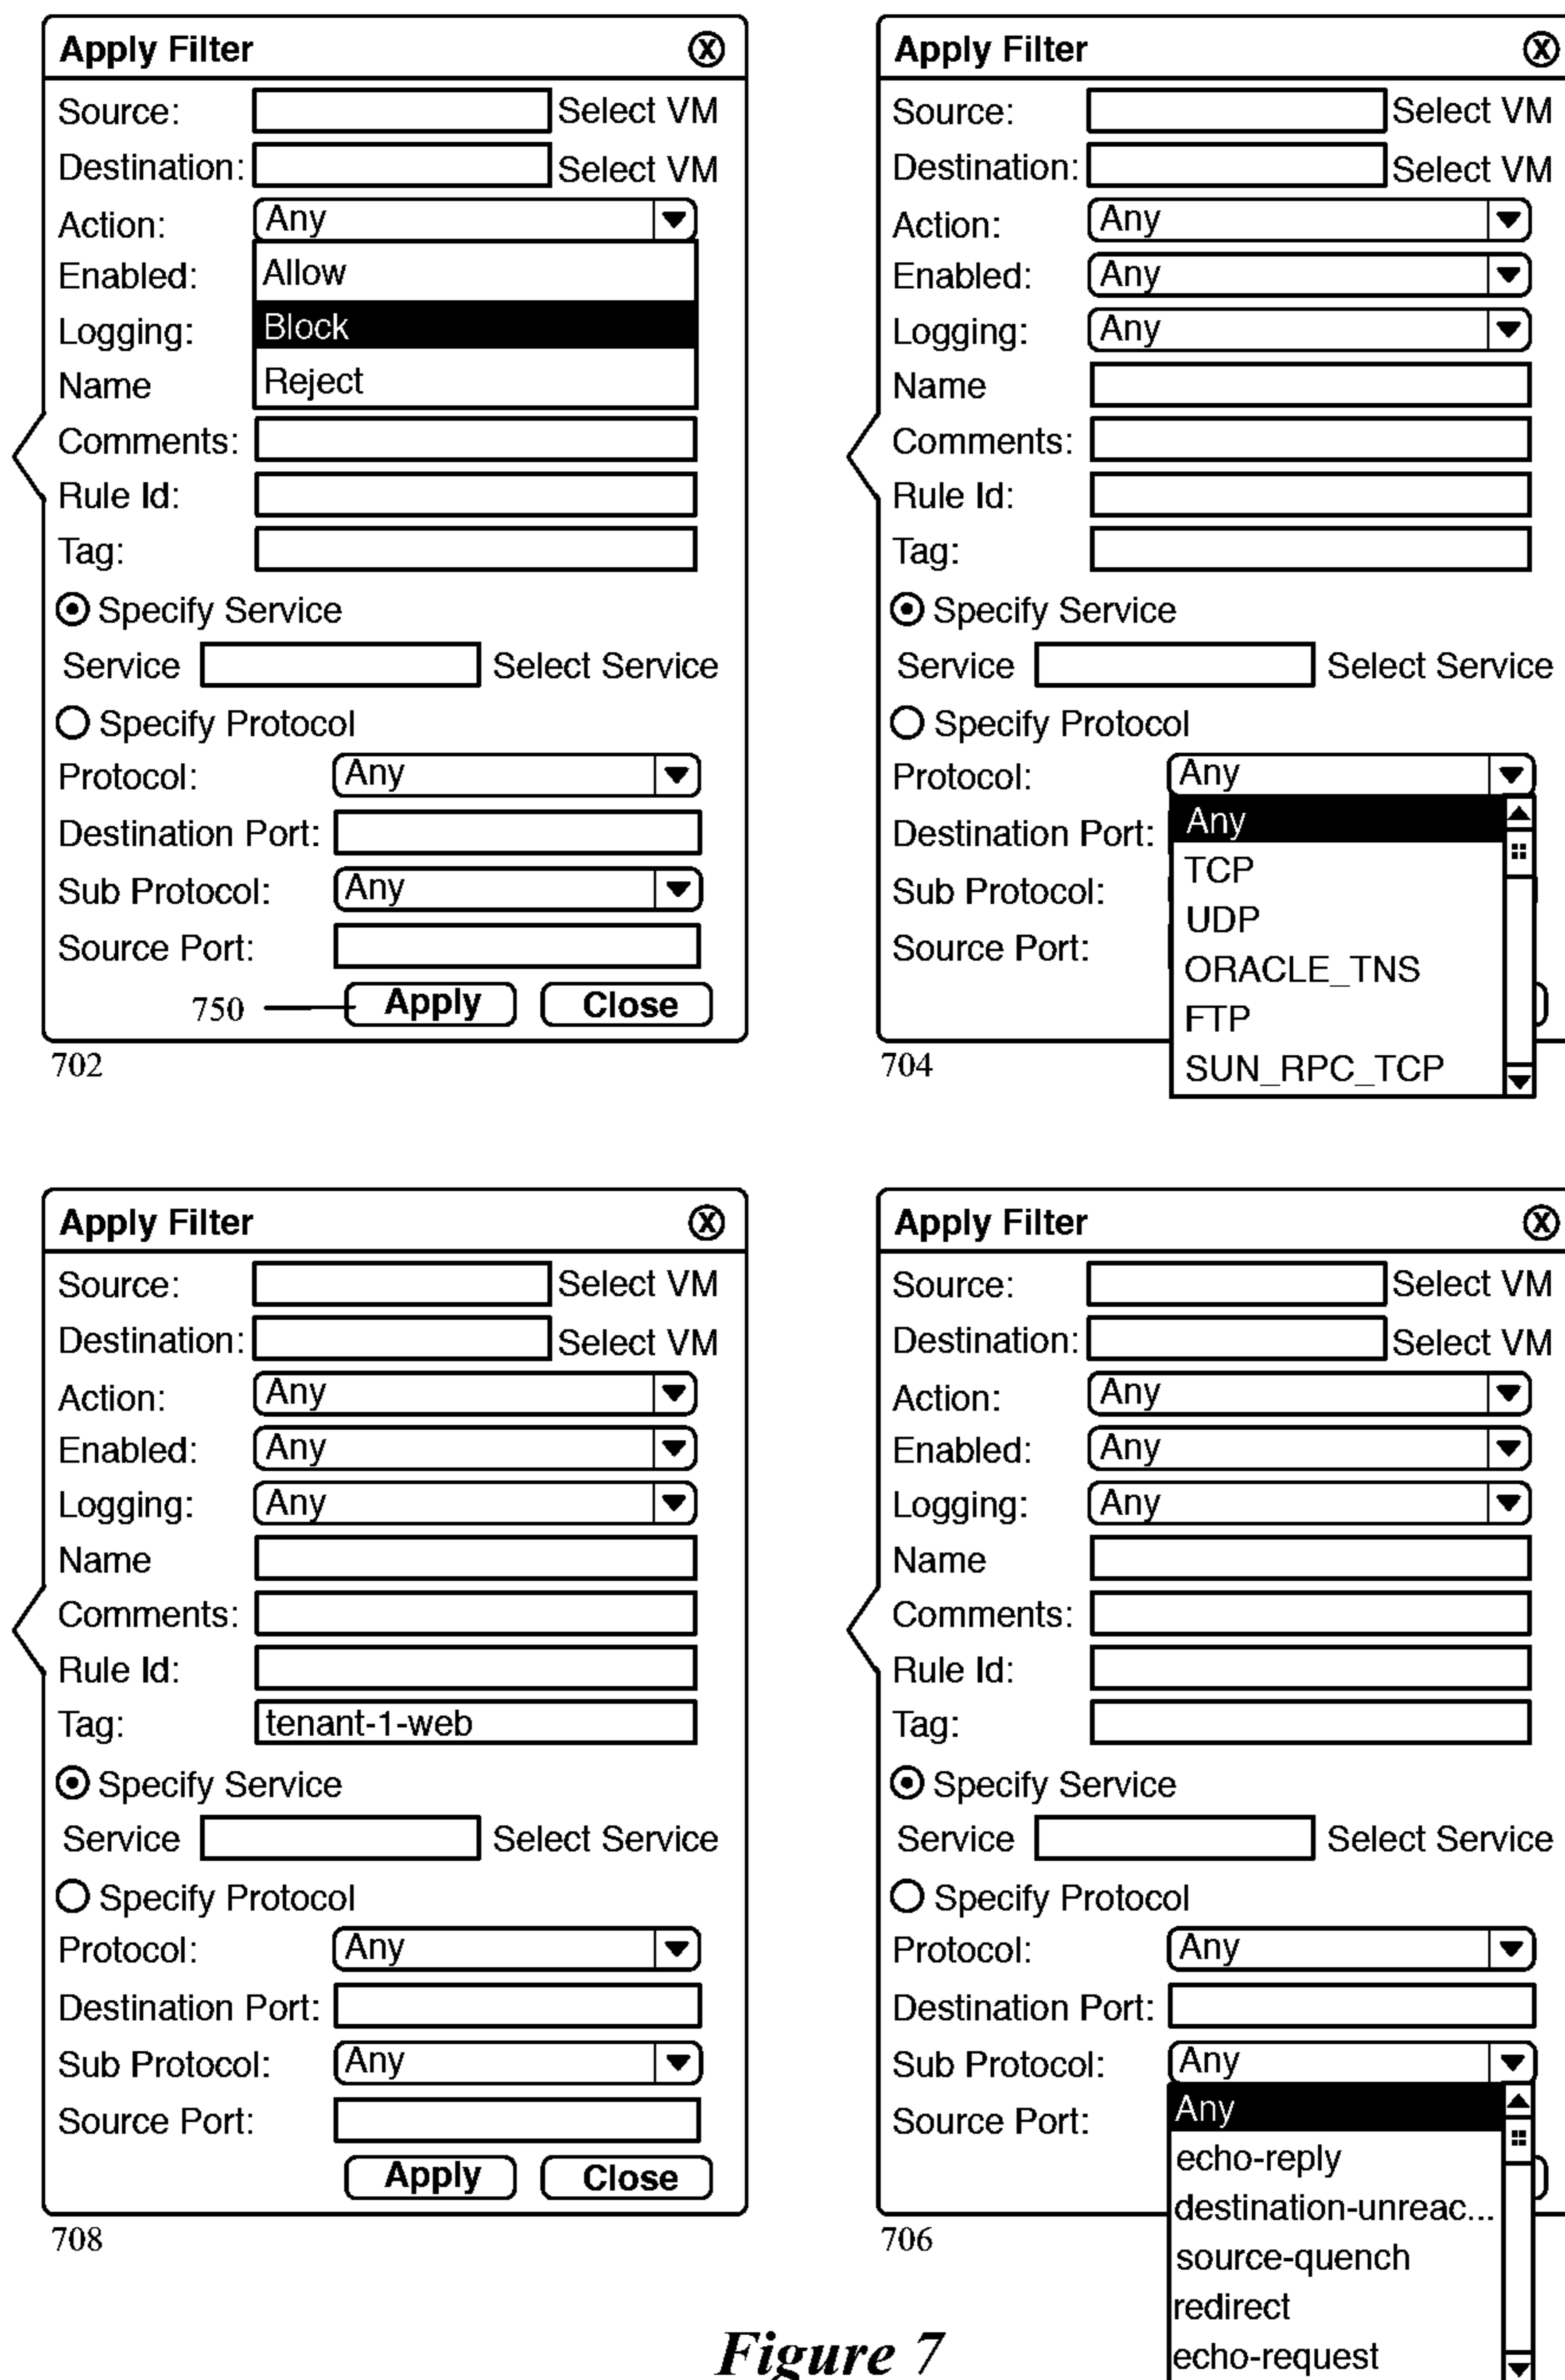 Apply Filter X
Source: Select VM
Destination: Select VM
Action: Any
Enabled: Allow
Logging: Block
Name Reject
Comments:
Rule Id:
Tag:
Specify Service
Service Select Service
Specify Protocol
Protocol: Any
Destination Port:
Sub Protocol: Any
Source Port:
750 Apply Close
702
Apply Filter X
Source: Select VM
Destination: Select VM
Action: Any
Enabled: Any
Logging: Any
Name
Comments:
Rule Id:
Tag:
Specify Service
Service Select Service
Specify Protocol
Protocol: Any
Any
Destination Port:
TCP
Sub Protocol:
UDP
Source Port:
ORACLE_TNS
FTP
SUN_RPC_TCP
704
Apply Filter X
Source: Select VM
Destination: Select VM
Action: Any
Enabled: Any
Logging: Any
Name
Comments:
Rule Id:
Tag: tenant-1-web
Specify Service
Service Select Service
Specify Protocol
Protocol: Any
Destination Port:
Sub Protocol: Any
Source Port:
Apply Close
708
Apply Filter X
Source: Select VM
Destination: Select VM
Action: Any
Enabled: Any
Logging: Any
Name
Comments:
Rule Id:
Tag:
Specify Service
Service Select Service
Specify Protocol
Protocol: Any
Destination Port:
Sub Protocol: Any
Source Port: Any
echo-reply
destination-unreac...
source-quench
redirect
echo-request
706
Figure 7